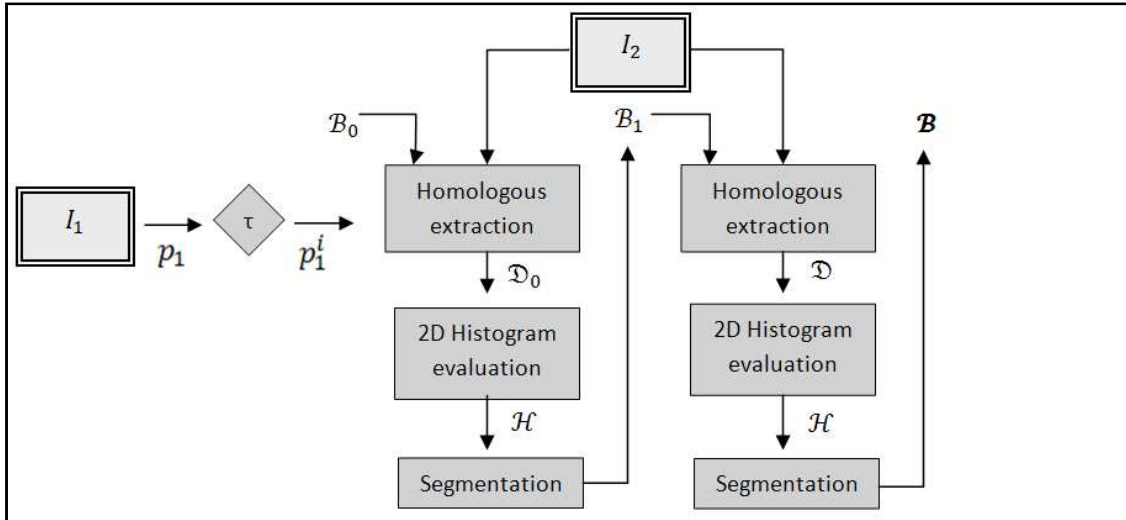 I₂
ℬ₀
ℬ₁
𝓑
Homologous
extraction
Homologous
extraction
I₁
τ
p₁
p₁ⁱ
𝔇₀
𝔇
2D Histogram
evaluation
2D Histogram
evaluation
ℋ
ℋ
Segmentation
Segmentation